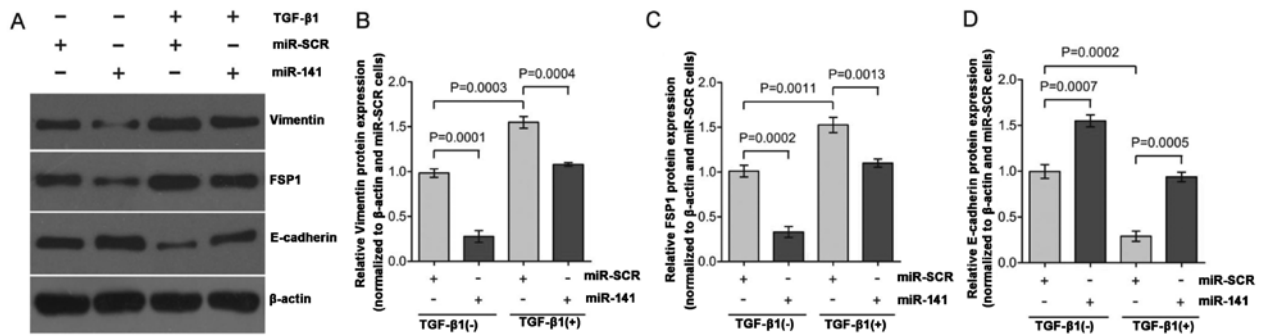 A
− − + + TGF-β1
+ − + − miR-SCR
− + − + miR-141
Vimentin
FSP1
E-cadherin
β-actin
B
Relative Vimentin protein expression
(normalized to β-actin and miR-SCR cells)
2.0
1.5
1.0
0.5
0.0
P=0.0003
P=0.0004
P=0.0001
+ − + − miR-SCR
− + − + miR-141
TGF-β1(-) TGF-β1(+)
C
Relative FSP1 protein expression
(normalized to β-actin and miR-SCR cells)
2.0
1.5
1.0
0.5
0.0
P=0.0011
P=0.0013
P=0.0002
+ − + − miR-SCR
− + − + miR-141
TGF-β1(-) TGF-β1(+)
D
Relative E-cadherin protein expression
(normalized to β-actin and miR-SCR cells)
2.0
1.5
1.0
0.5
0.0
P=0.0002
P=0.0007
P=0.0005
+ − + − miR-SCR
− + − + miR-141
TGF-β1(-) TGF-β1(+)